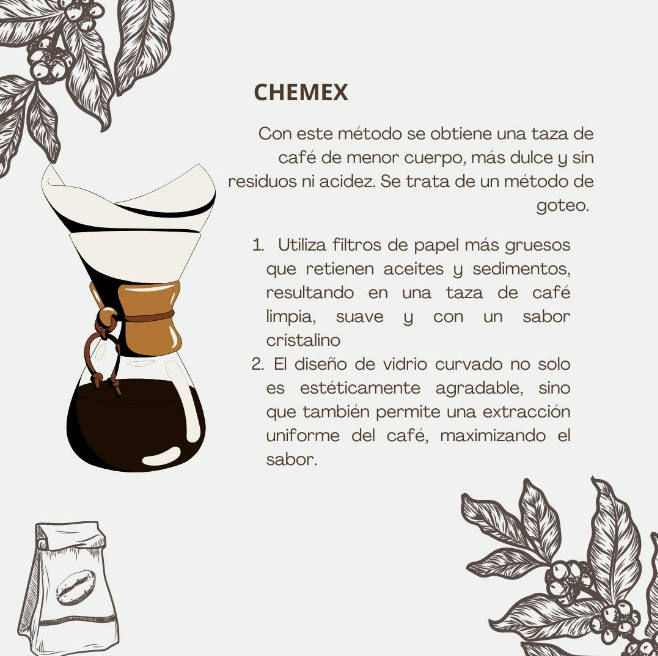 CHEMEX
Con este método se obtiene una taza de
café de menor cuerpo, más dulce y sin
residuos ni acidez. Se trata de un método de
goteo.
1. Utiliza filtros de papel más gruesos
que retienen aceites y sedimentos,
resultando en una taza de café
limpia, suave y con un sabor
cristalino
2. El diseño de vidrio curvado no solo
es estéticamente agradable, sino
que también permite una extracción
uniforme del café, maximizando el
sabor.